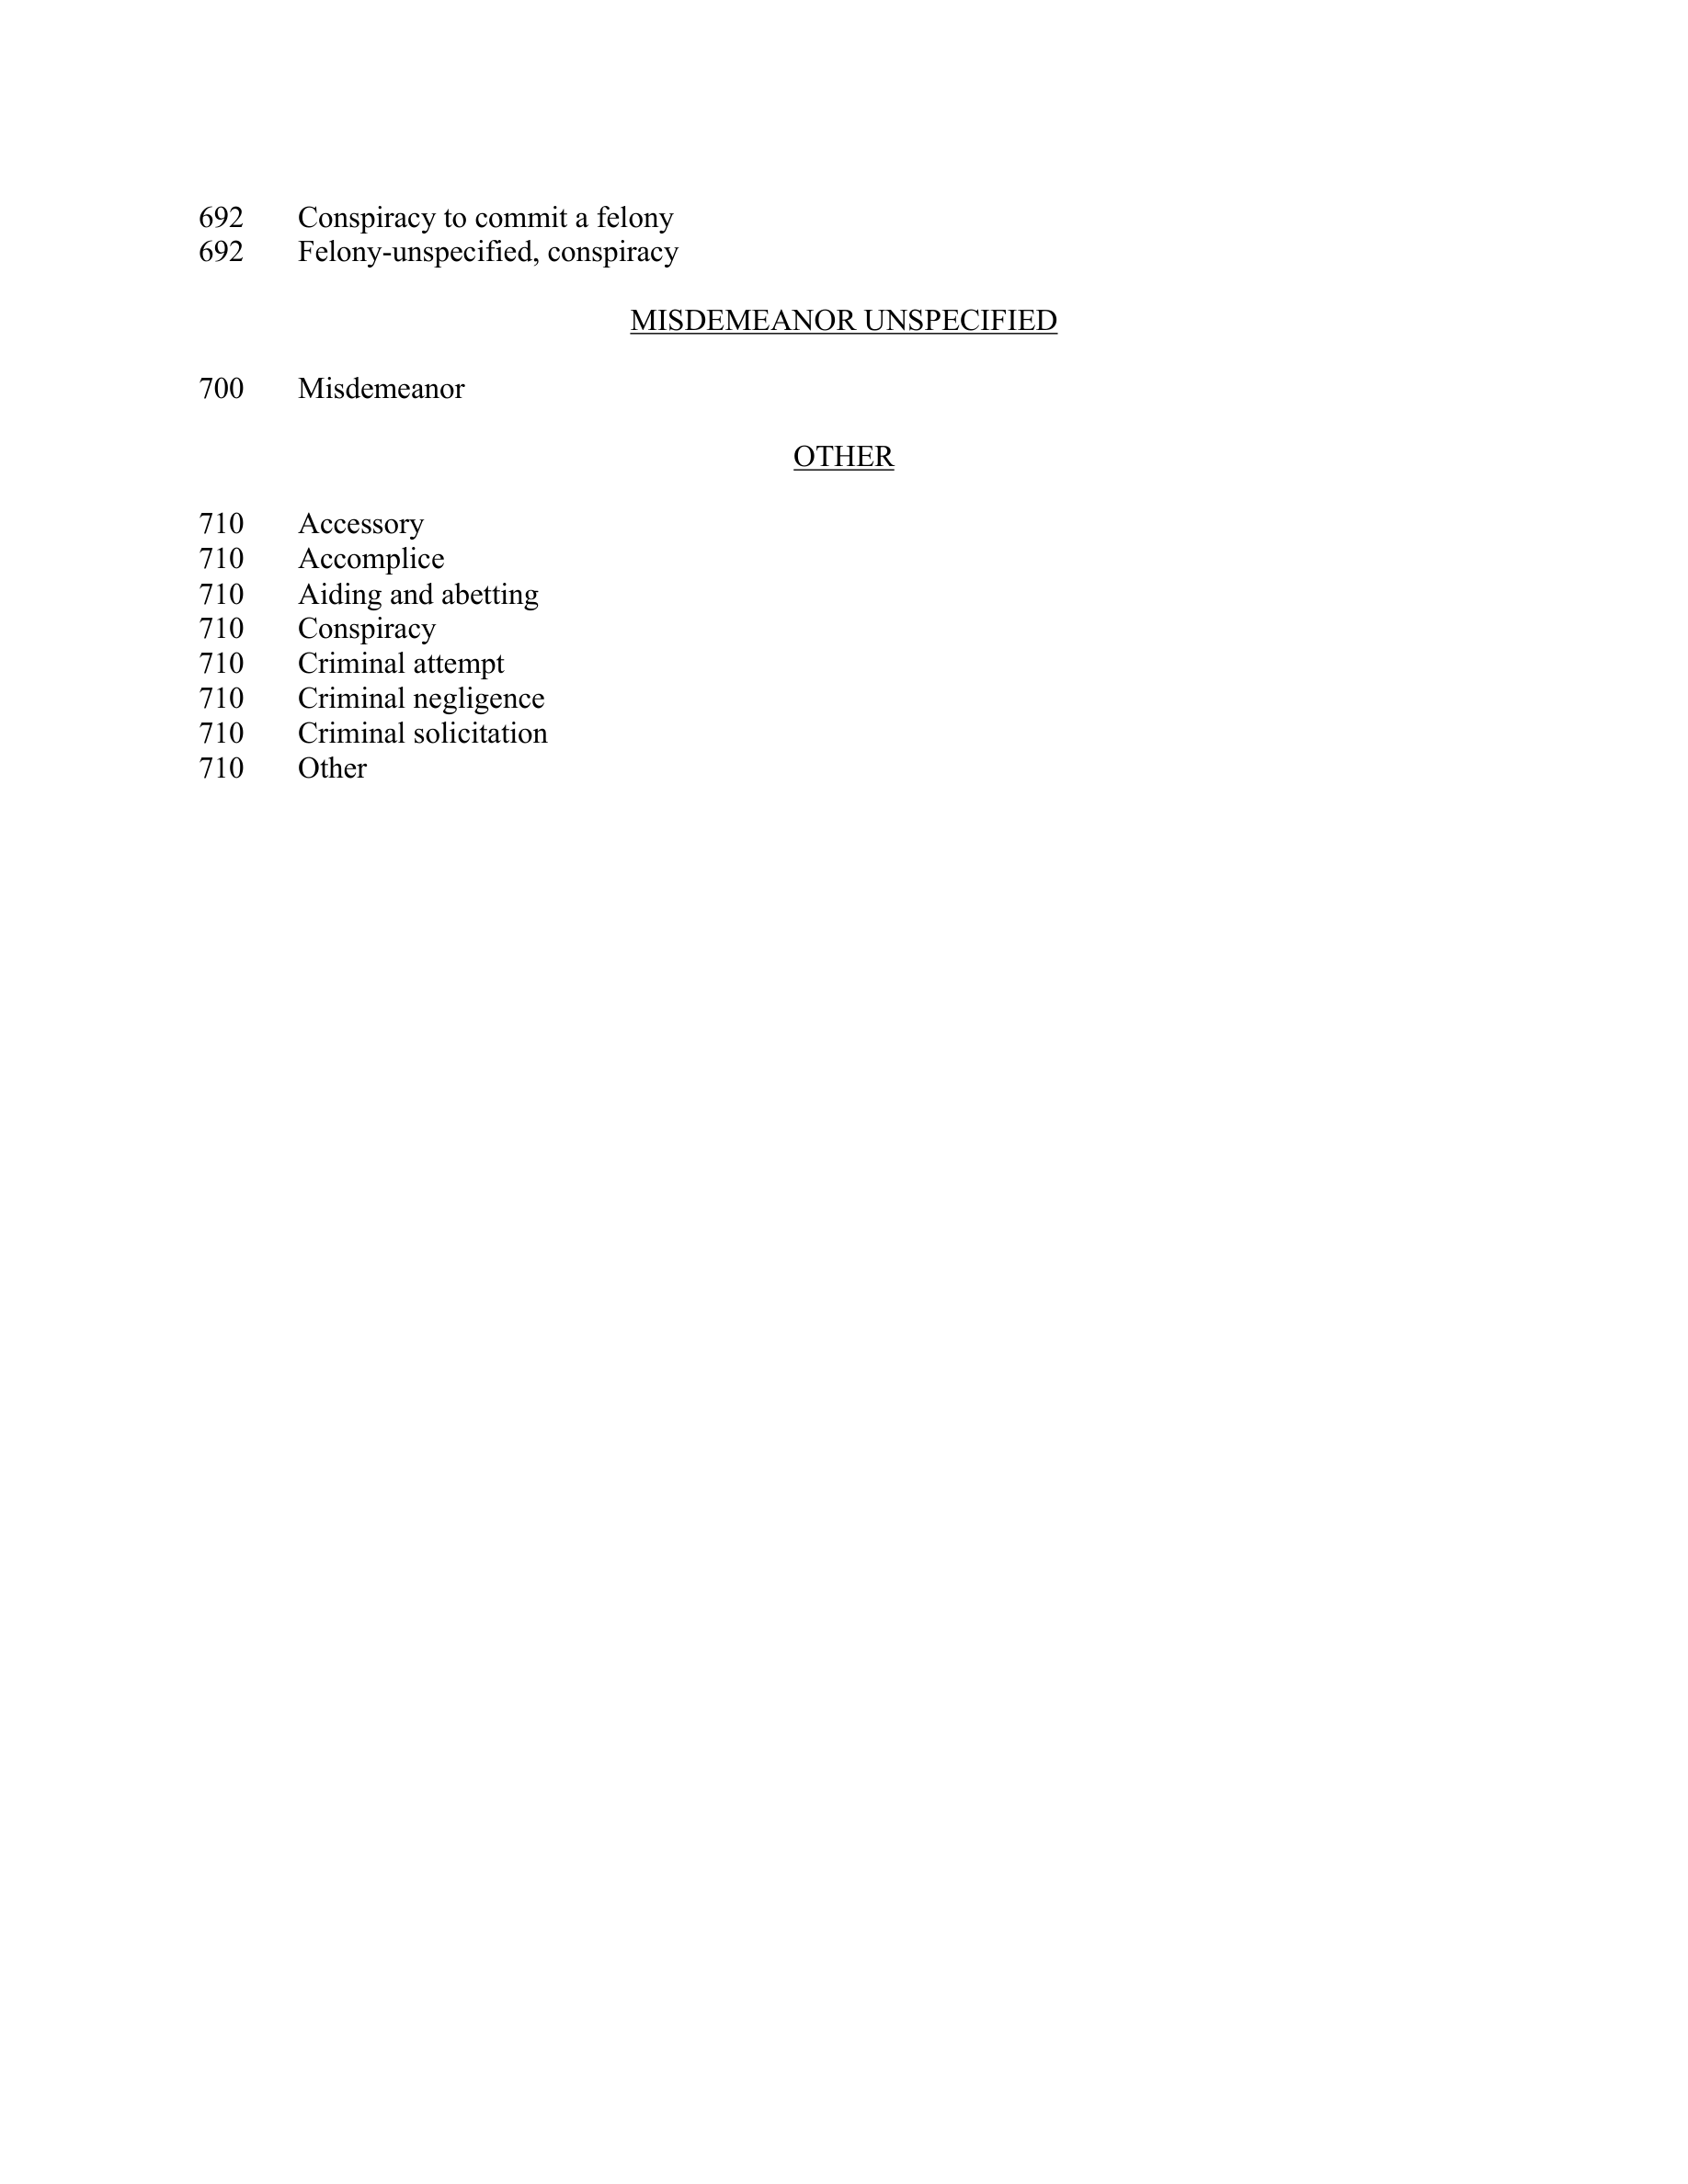 692 Conspiracy to commit a felony
692 Felony-unspecified, conspiracy
MISDEMEANOR UNSPECIFIED
700 Misdemeanor
OTHER
710 Accessory
710 Accomplice
710 Aiding and abetting
710 Conspiracy
710 Criminal attempt
710 Criminal negligence
710 Criminal solicitation
710 Other